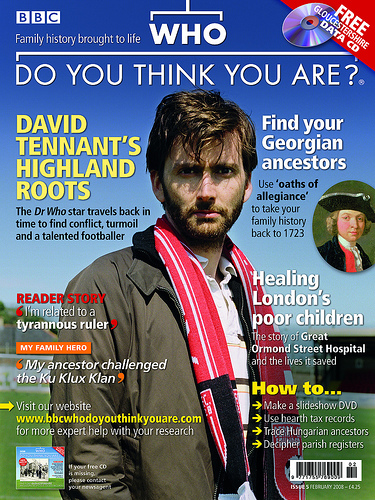 BBC
Family history brought to life
WHO
DO YOU THINK YOU ARE?
FREE
GLOUCESTERSHIRE
DATA CD
DAVID
TENNANT'S
HIGHLAND
ROOTS
The Dr Who star travels back in
time to find conflict, turmoil
and a talented footballer
Find your
Georgian
ancestors
Use 'oaths of
allegiance'
to take your
family history
back to 1723
READER STORY
'I'm related to a
tyrannous ruler'
MY FAMILY HERO
'My ancestor challenged
the Ku Klux Klan'
Healing
London's
poor children
The story of Great
Ormond Street Hospital
and the lives it saved
How to...
Make a slideshow DVD
Use hearth tax records
Trace Hungarian ancestors
Decipher parish registers
Visit our website
www.bbcwhodoyouthinkyouare.com
for more expert help with your research
If your free CD
is missing,
please contact
your newsagent
ISSUE 5 FEBRUARY 2008 – £4.25
02